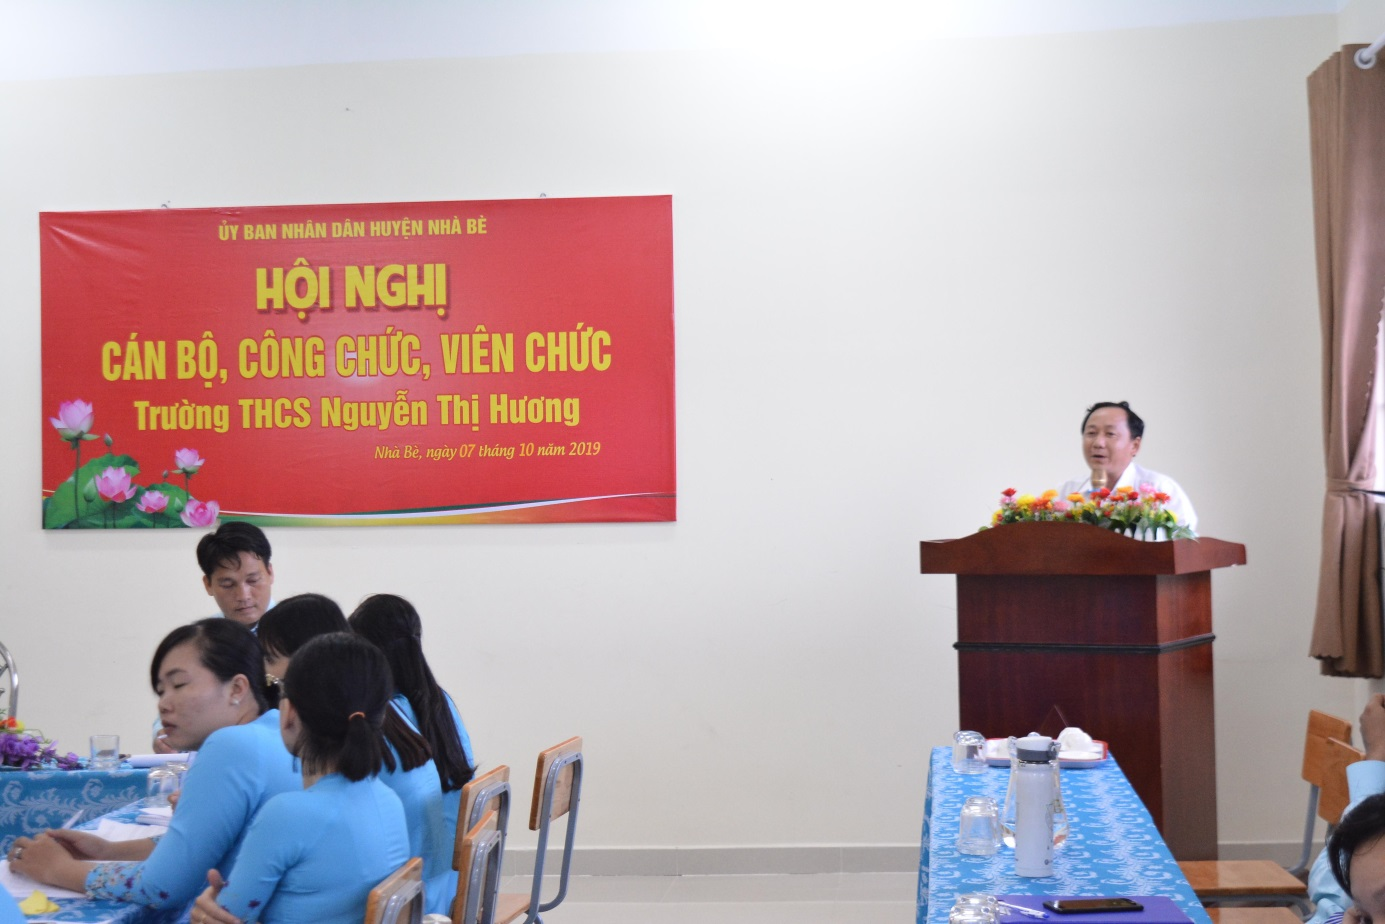 ỦY BAN NHÂN DÂN HUYỆN NHÀ BÈ
HỘI NGHỊ
CÁN BỘ, CÔNG CHỨC, VIÊN CHỨC
Trường THCS Nguyễn Thị Hương
Nhà Bè, ngày 07 tháng 10 năm 2019